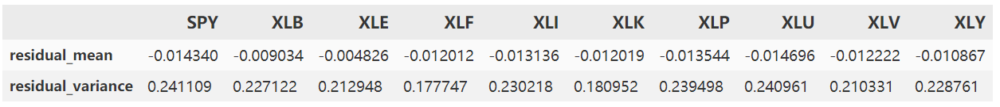 SPY XLB XLE XLF XLI XLK XLP XLU XLV XLY
residual_mean -0.014340 -0.009034 -0.004826 -0.012012 -0.013136 -0.012019 -0.013544 -0.014696 -0.012222 -0.010867
residual_variance 0.241109 0.227122 0.212948 0.177747 0.230218 0.180952 0.239498 0.240961 0.210331 0.228761